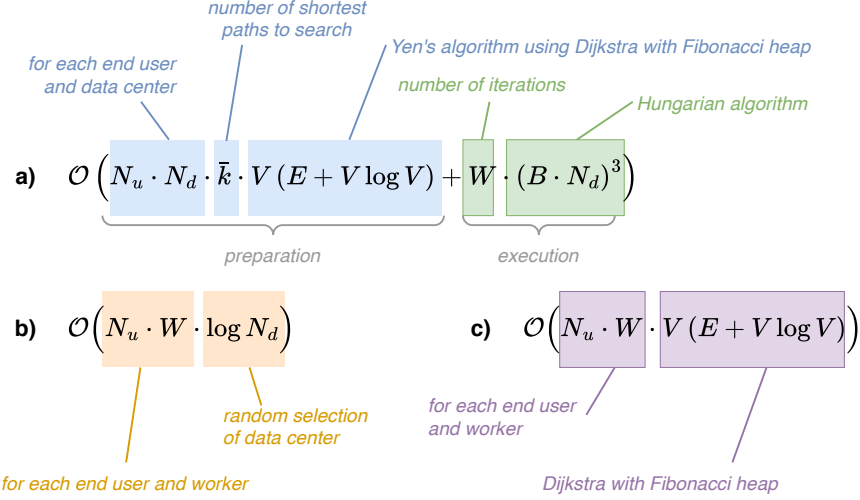 number of shortest
paths to search
Yen's algorithm using Dijkstra with Fibonacci heap
for each end user
and data center
number of iterations
Hungarian algorithm
a) 𝒪(N_u · N_d · k̄ · V (E + V log V) + W · (B · N_d)^3)
preparation
execution
b) 𝒪(N_u · W · log N_d)
c) 𝒪(N_u · W · V (E + V log V))
random selection
of data center
for each end user and worker
for each end user
and worker
Dijkstra with Fibonacci heap